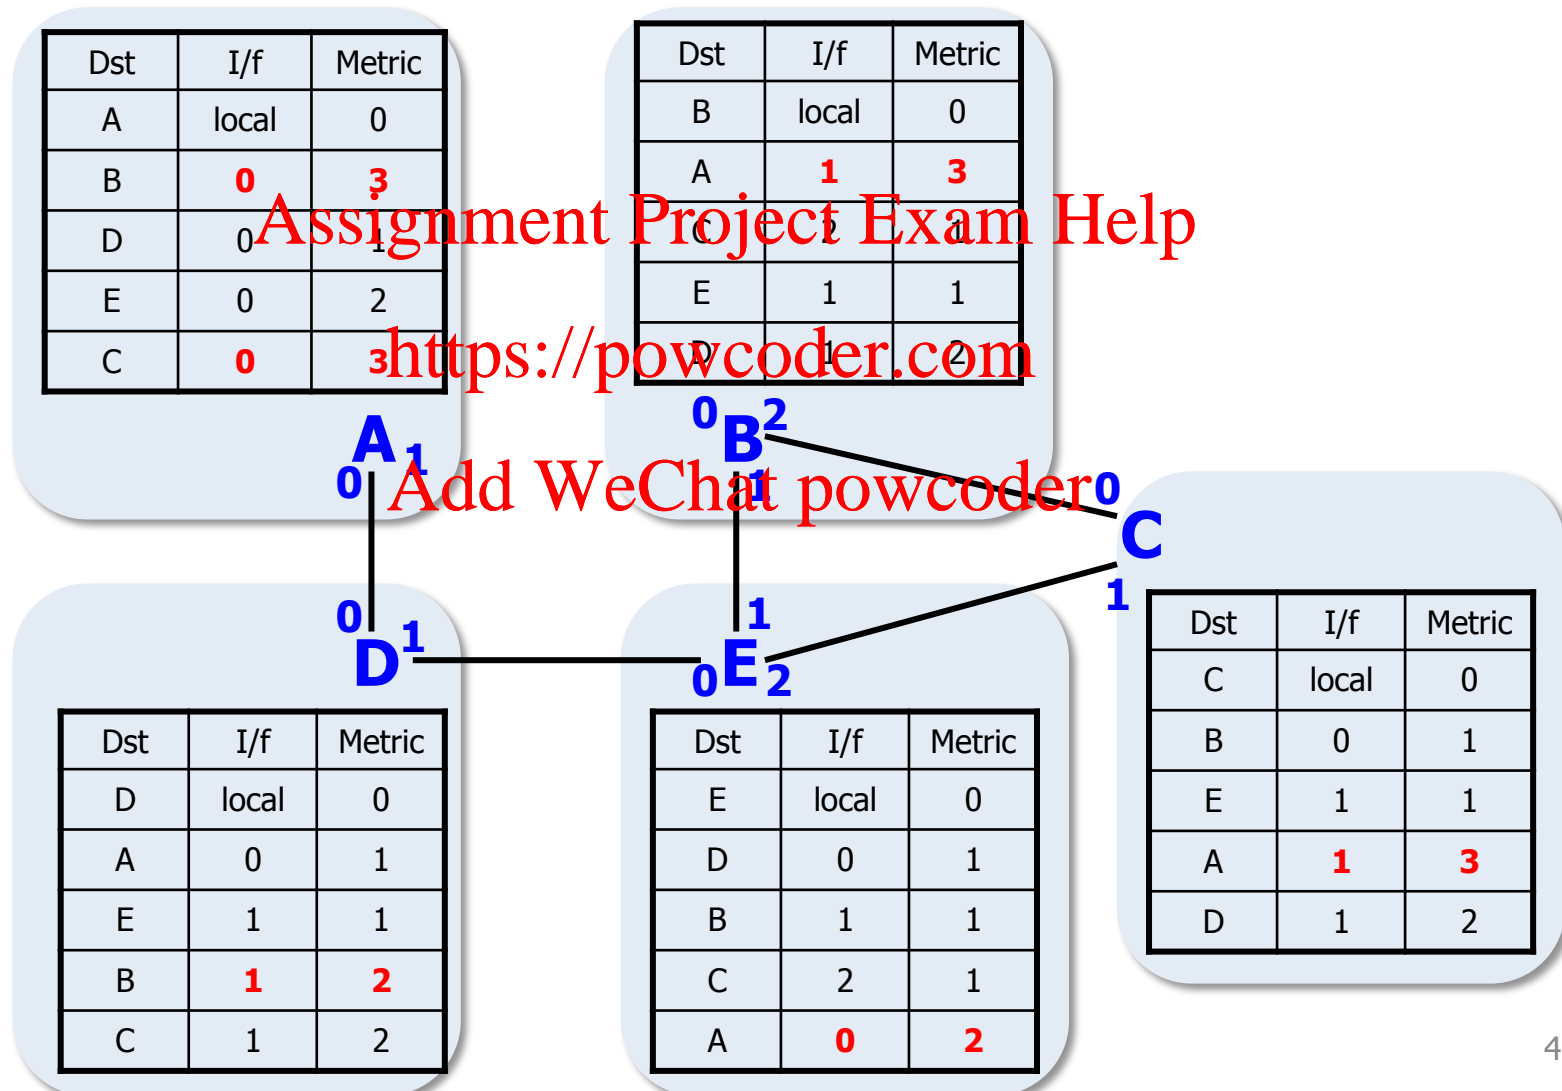 Dst I/f Metric
A local 0
B 0 3
D 0 1
E 0 2
C 0 3
Dst I/f Metric
B local 0
A 1 3
C 2 1
E 1 1
D 1 2
Assignment Project Exam Help
https://powcoder.com
Add WeChat powcoder
0 A 1
0 B 2
1
0
C
1
0
D 1
1
0 E 2
Dst I/f Metric
C local 0
B 0 1
E 1 1
A 1 3
D 1 2
Dst I/f Metric
D local 0
A 0 1
E 1 1
B 1 2
C 1 2
Dst I/f Metric
E local 0
D 0 1
B 1 1
C 2 1
A 0 2
4